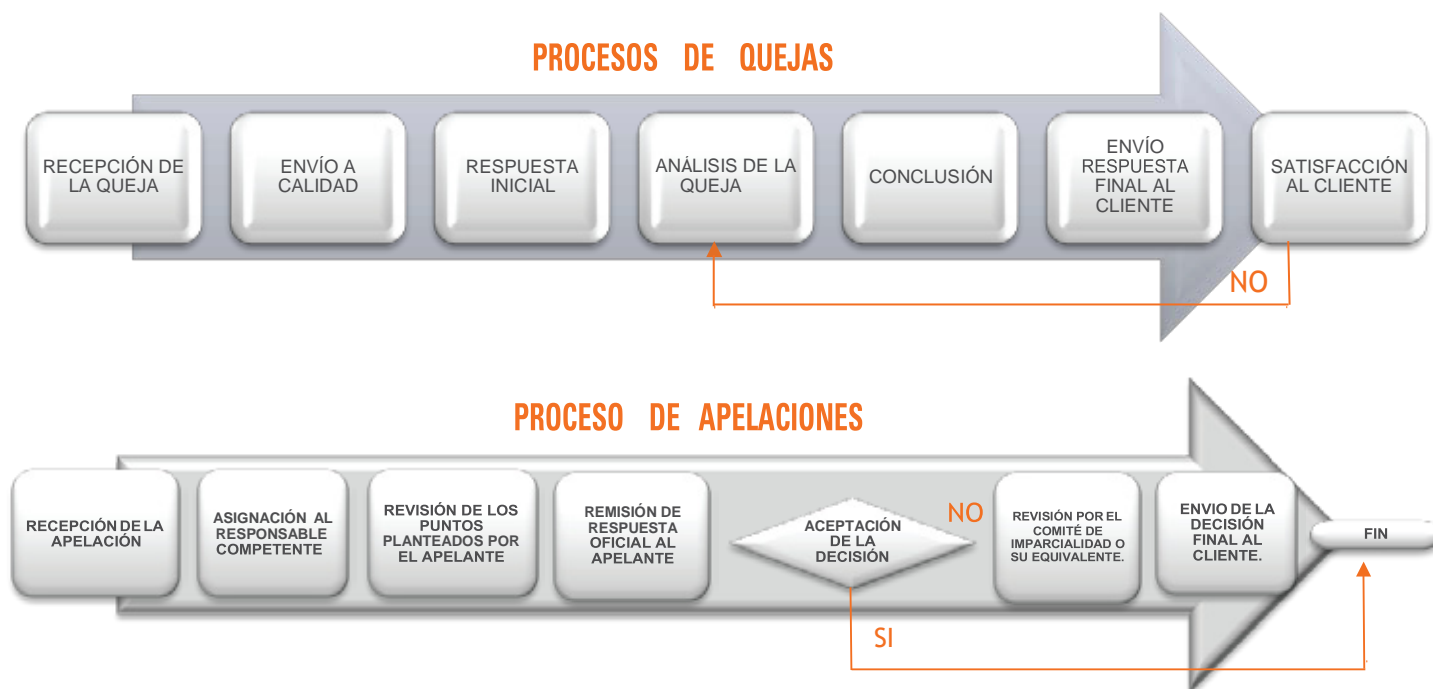 PROCESOS DE QUEJAS
RECEPCIÓN DE
LA QUEJA
ENVÍO A
CALIDAD
RESPUESTA
INICIAL
ANÁLISIS DE LA
QUEJA
CONCLUSIÓN
ENVÍO
RESPUESTA
FINAL AL
CLIENTE
SATISFACCIÓN
AL CLIENTE
NO
PROCESO DE APELACIONES
RECEPCIÓN DE LA
APELACIÓN
ASIGNACIÓN AL
RESPONSABLE
COMPETENTE
REVISIÓN DE LOS
PUNTOS
PLANTEADOS POR
EL APELANTE
REMISIÓN DE
RESPUESTA
OFICIAL AL
APELANTE
ACEPTACIÓN
DE LA
DECISIÓN
NO
REVISIÓN POR EL
COMITÉ DE
IMPARCIALIDAD O
SU EQUIVALENTE.
ENVIO DE LA
DECISIÓN
FINAL AL
CLIENTE.
FIN
SI